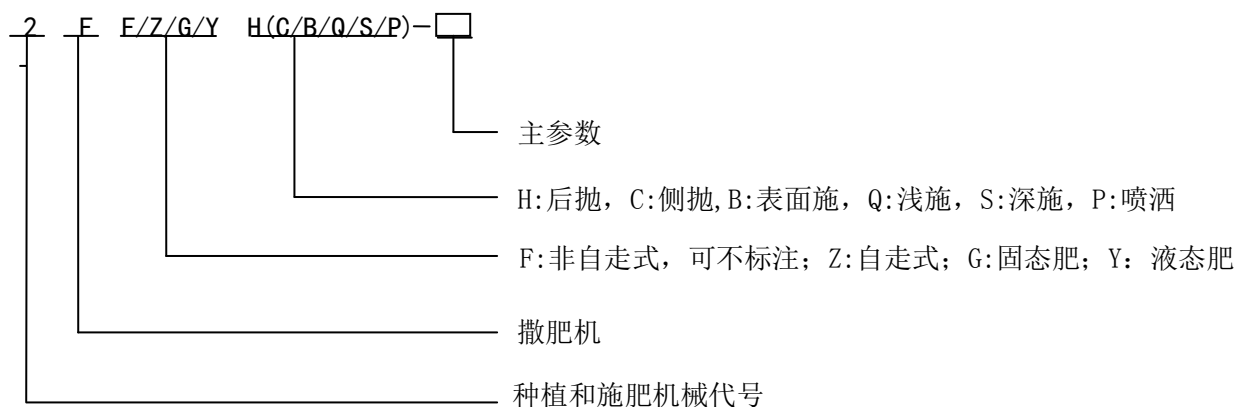 2 F F/Z/G/Y H(C/B/Q/S/P)-□
主参数
H:后抛，C:侧抛,B:表面施，Q:浅施，S:深施，P:喷洒
F:非自走式，可不标注；Z:自走式；G:固态肥；Y：液态肥
撒肥机
种植和施肥机械代号